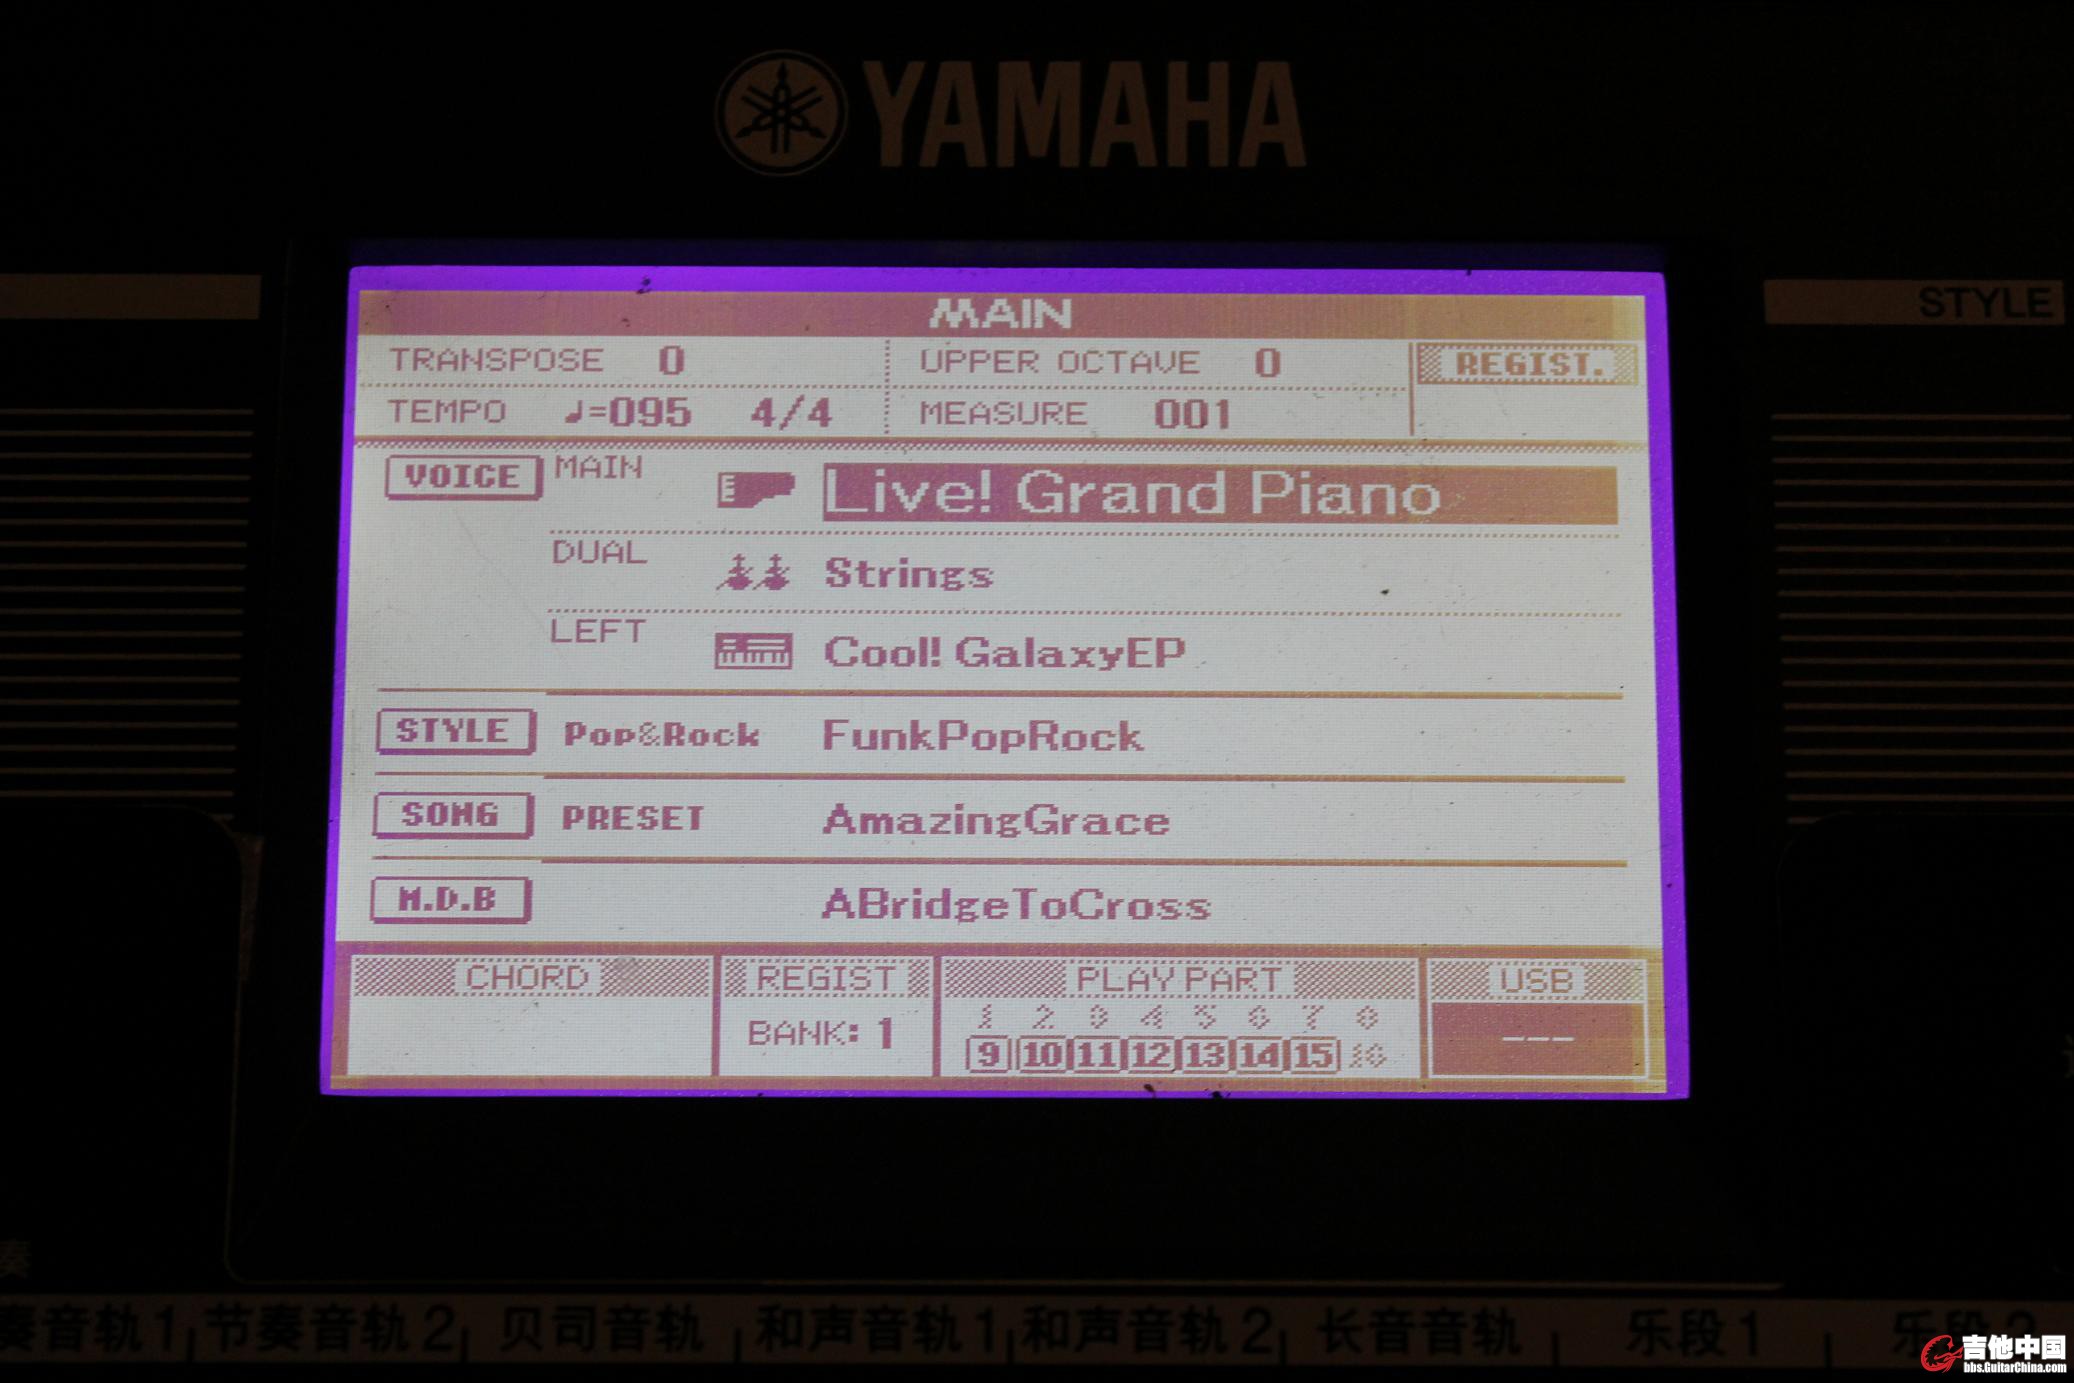 YAMAHA
STYLE
MAIN
TRANSPOSE 0 UPPER OCTAVE 0 REGIST.
TEMPO ♩=095 4/4 MEASURE 001
VOICE MAIN Live! Grand Piano
DUAL Strings
LEFT Cool! GalaxyEP
STYLE Pop&Rock FunkPopRock
SONG PRESET AmazingGrace
M.D.B ABridgeToCross
CHORD REGIST PLAY PART USB
1 2 3 4 5 6 7 8
BANK: 1 ---
9 10 11 12 13 14 15 16
奏
奏音轨1 节奏音轨2 贝司音轨 和声音轨1 和声音轨2 长音音轨 乐段1 乐段2
吉他中国
bbs.GuitarChina.com